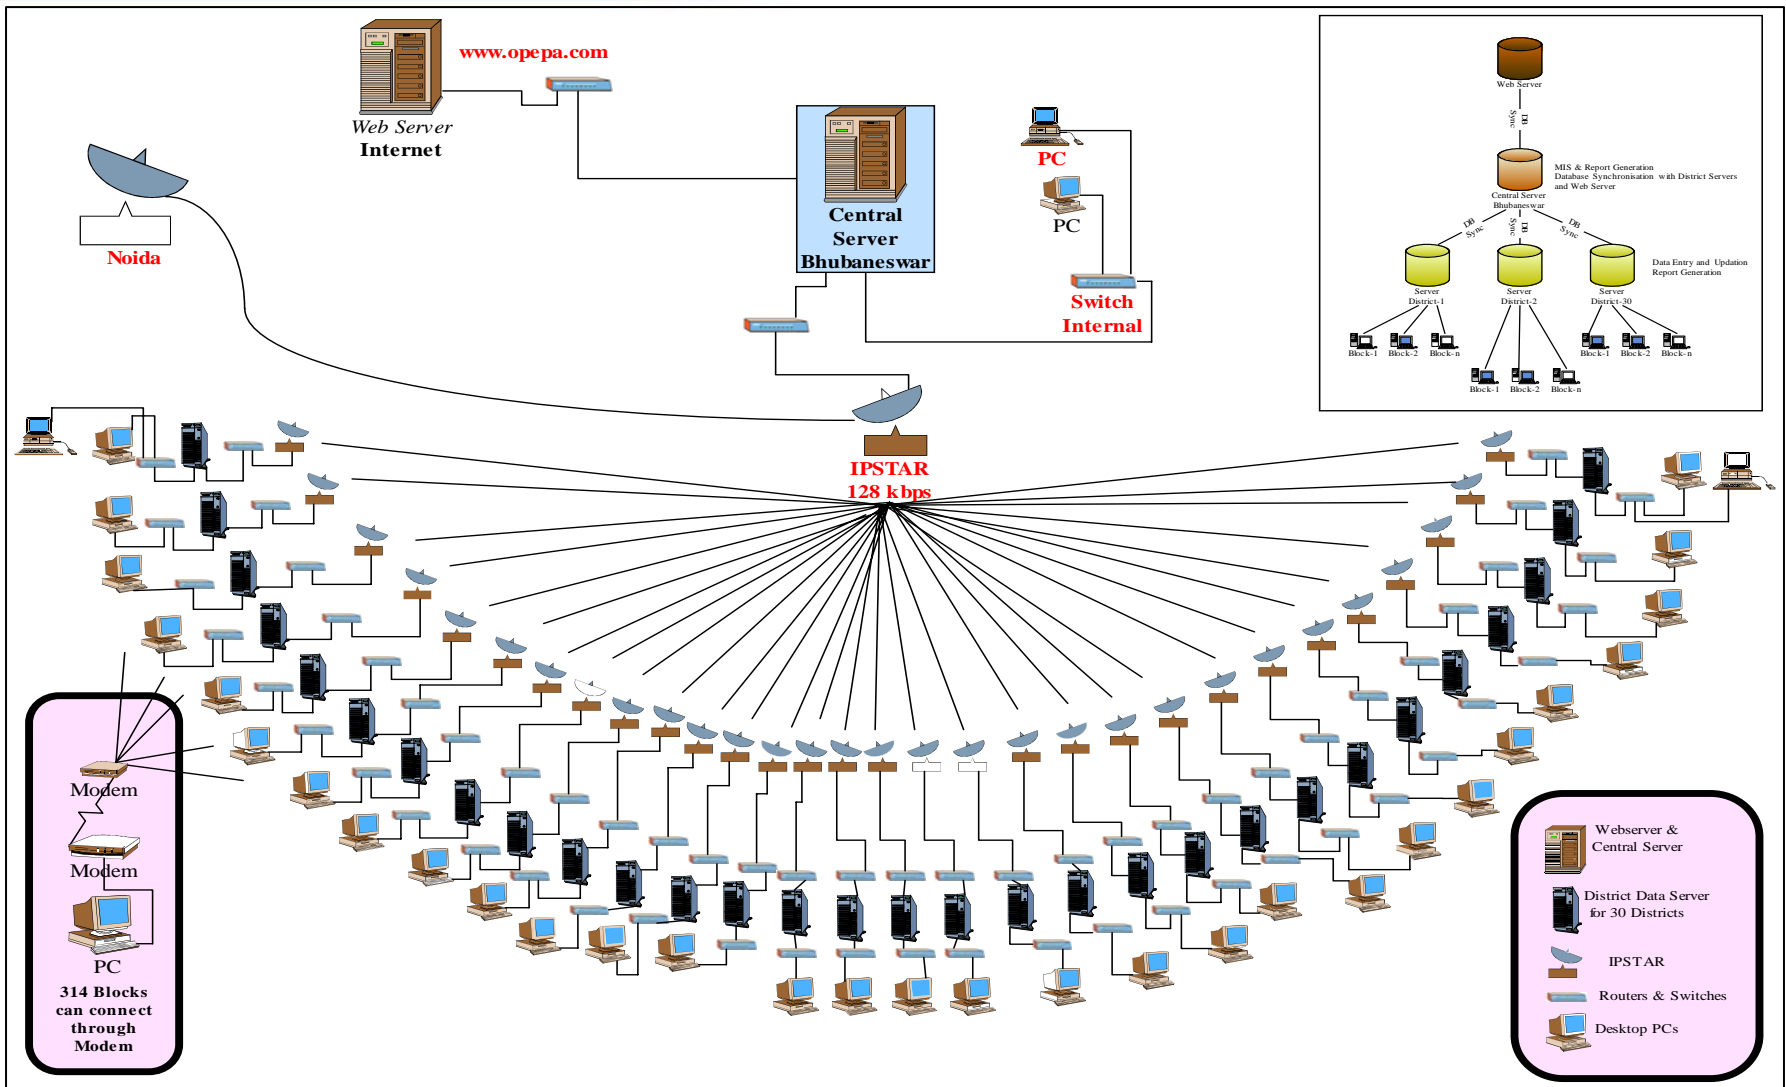 www.opepa.com
Web Server
Internet
Noida
Central
Server
Bhubaneswar
PC
PC
Switch
Internal
IPSTAR
128 kbps
Web Server
DB
Sync
MIS & Report Generation
Database Synchronisation with District Servers
and Web Server
Central Server
Bhubaneswar
DB
Sync
DB
Sync
DB
Sync
Data Entry and Updation
Report Generation
Server
District-1
Server
District-2
Server
District-30
Block-1
Block-2
Block-n
Block-1
Block-2
Block-n
Block-1
Block-2
Block-n
Modem
Modem
PC
314 Blocks
can connect
through
Modem
Webserver &
Central Server
District Data Server
for 30 Districts
IPSTAR
Routers & Switches
Desktop PCs